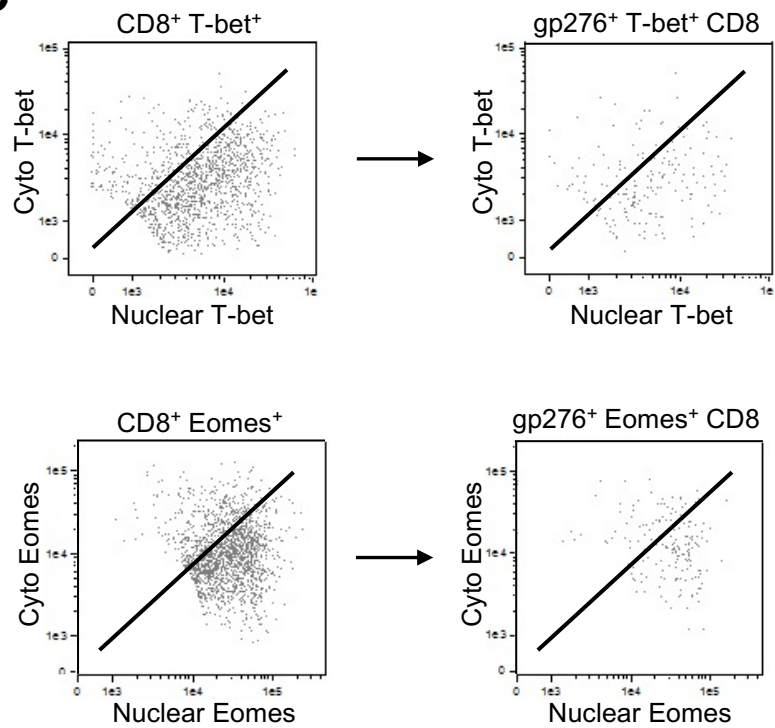 CD8⁺ T-bet⁺
gp276⁺ T-bet⁺ CD8
1e5
1e4
1e3
0
Cyto T-bet
0 1e3 1e4 1e
Nuclear T-bet
1e5
1e4
1e3
0
Cyto T-bet
0 1e3 1e4 1e
Nuclear T-bet
CD8⁺ Eomes⁺
gp276⁺ Eomes⁺ CD8
1e5
1e4
1e3
0
Cyto Eomes
0 1e3 1e4 1e5
Nuclear Eomes
1e5
1e4
1e3
0
Cyto Eomes
0 1e3 1e4 1e5
Nuclear Eomes